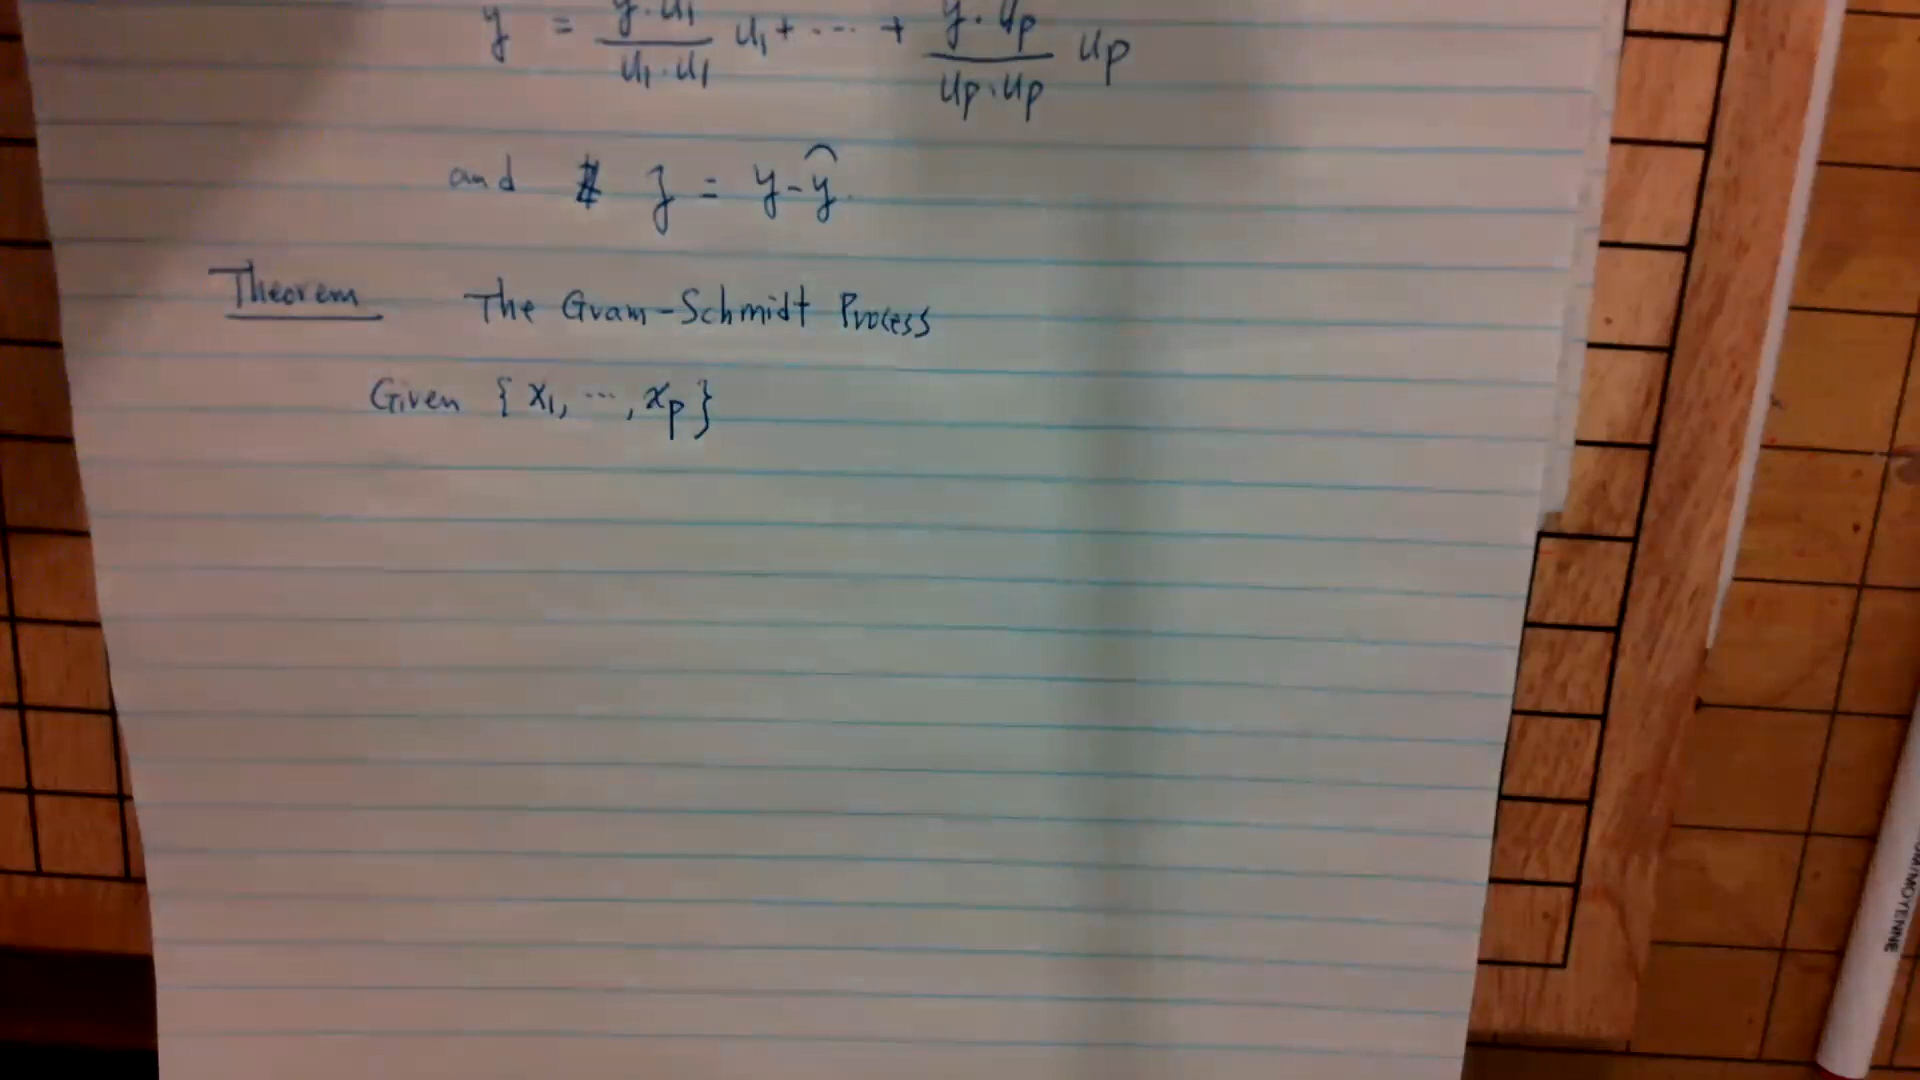 y = y·u₁/u₁·u₁ u₁ + ··· + y·uₚ/uₚ·uₚ uₚ
and z = y - ŷ.
Theorem The Gram-Schmidt Process
Given { x₁, ···, xₚ }